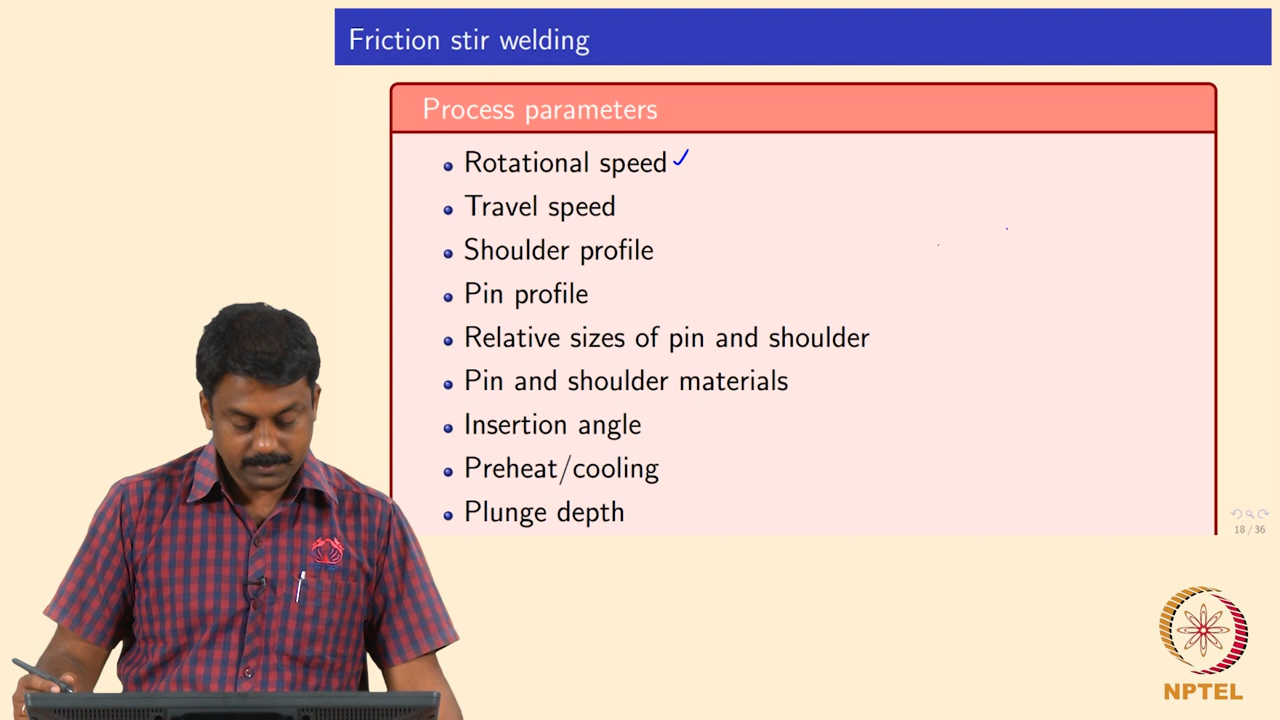 Friction stir welding
Process parameters
Rotational speed
Travel speed
Shoulder profile
Pin profile
Relative sizes of pin and shoulder
Pin and shoulder materials
Insertion angle
Preheat/cooling
Plunge depth
18 / 36
NPTEL